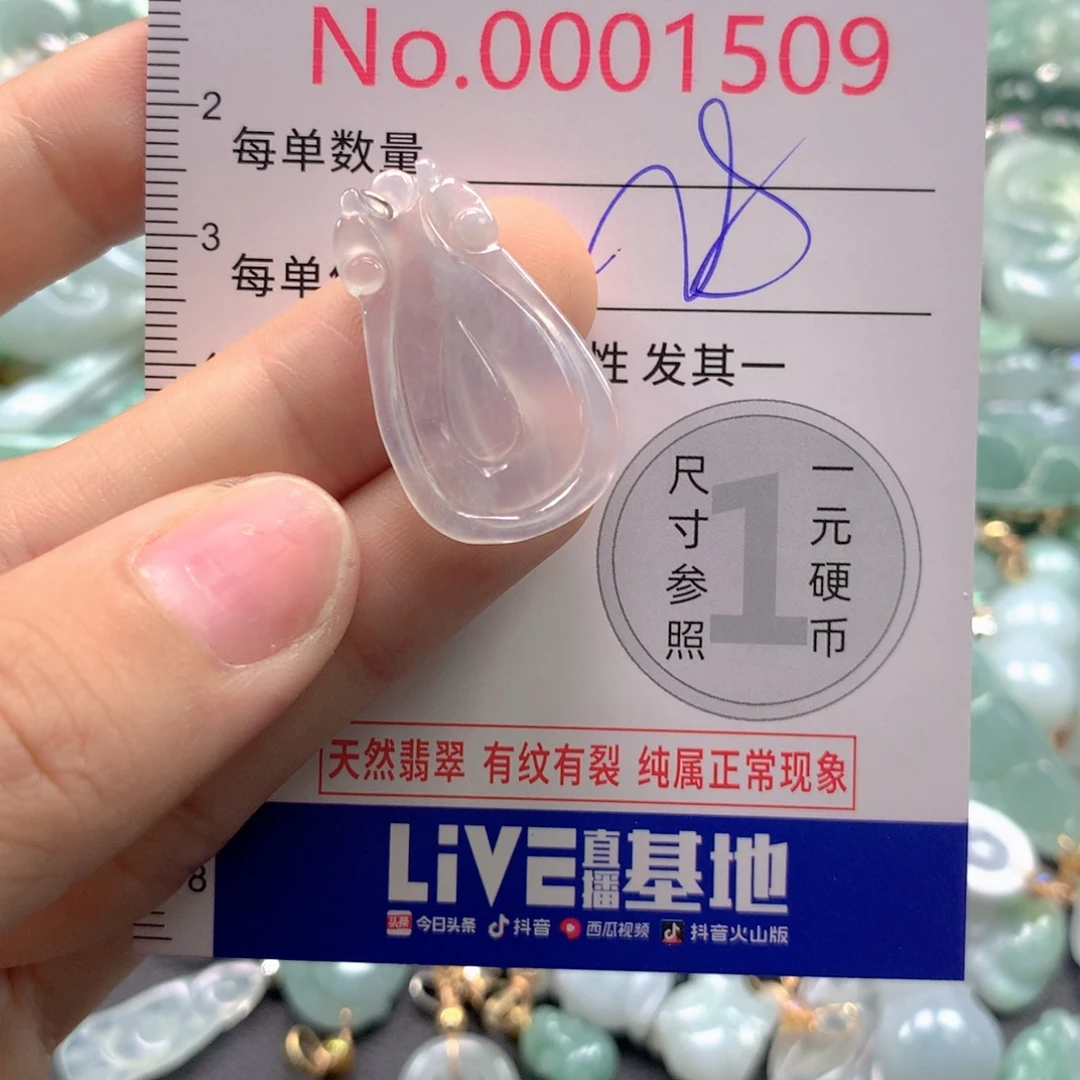 No.0001509
2
每单数量
3
每单
性 发其一
尺寸参照
1
一元硬币
天然翡翠 有纹有裂 纯属正常现象
8
LiVE直播基地
头条 今日头条 抖音 西瓜视频 抖音火山版